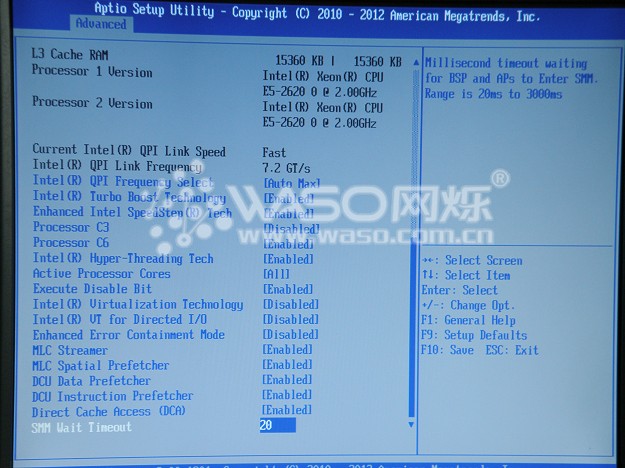 Aptio Setup Utility - Copyright (C) 2010 - 2012 American Megatrends, Inc.
Advanced
L3 Cache RAM 15360 KB | 15360 KB
Processor 1 Version Intel(R) Xeon(R) CPU
E5-2620 0 @ 2.00GHz
Processor 2 Version Intel(R) Xeon(R) CPU
E5-2620 0 @ 2.00GHz
Current Intel(R) QPI Link Speed Fast
Intel(R) QPI Link Frequency 7.2 GT/s
Intel(R) QPI Frequency Select [Auto Max]
Intel(R) Turbo Boost Technology [Enabled]
Enhanced Intel SpeedStep(R) Tech [Enabled]
Processor C3 [Disabled]
Processor C6 [Enabled]
Intel(R) Hyper-Threading Tech [Enabled]
Active Processor Cores [All]
Execute Disable Bit [Enabled]
Intel(R) Virtualization Technology [Disabled]
Intel(R) VT for Directed I/O [Disabled]
Enhanced Error Containment Mode [Disabled]
MLC Streamer [Enabled]
MLC Spatial Prefetcher [Enabled]
DCU Data Prefetcher [Enabled]
DCU Instruction Prefetcher [Enabled]
Direct Cache Access (DCA) [Enabled]
SMM Wait Timeout 20
Millisecond timeout waiting
for BSP and APs to Enter SMM.
Range is 20ms to 3000ms
→←: Select Screen
↑↓: Select Item
Enter: Select
+/-: Change Opt.
F1: General Help
F9: Setup Defaults
F10: Save ESC: Exit
WASO网烁®
www.waso.com.cn